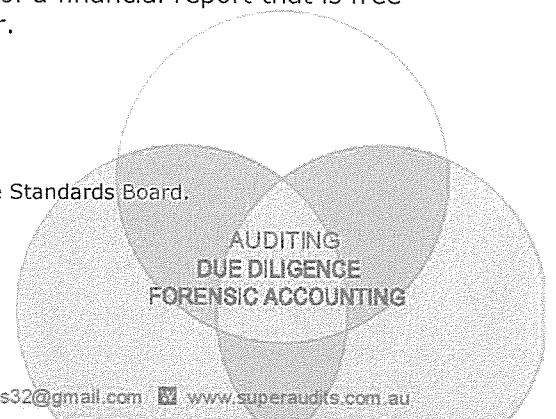 of a financial report that is free
r.
e Standards Board.
AUDITING
DUE DILIGENCE
FORENSIC ACCOUNTING
s32@gmail.com www.superaudits.com.au